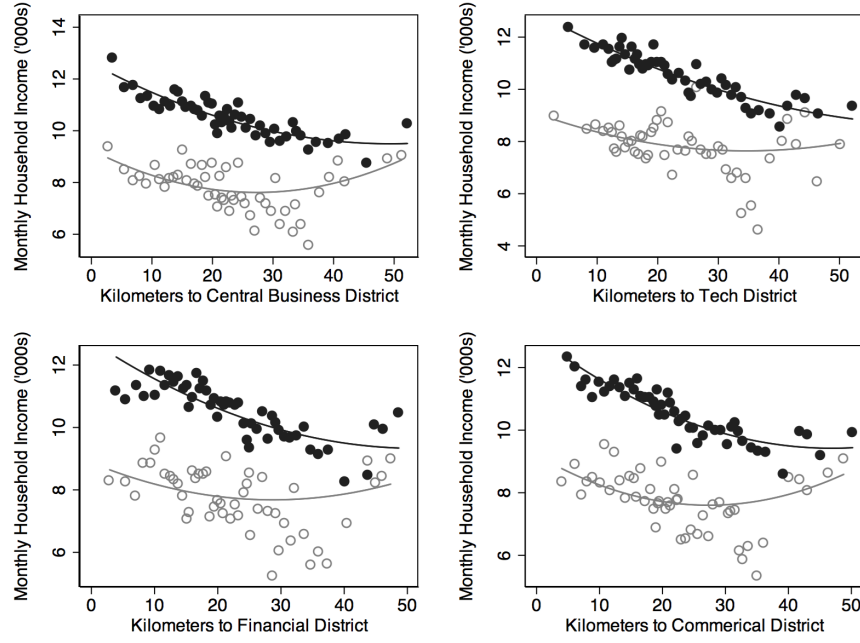 Monthly Household Income ('000s)
14
12
10
8
6
0 10 20 30 40 50
Kilometers to Central Business District
Monthly Household Income ('000s)
12
10
8
6
4
0 10 20 30 40 50
Kilometers to Tech District
Monthly Household Income ('000s)
12
10
8
6
0 10 20 30 40 50
Kilometers to Financial District
Monthly Household Income ('000s)
12
10
8
6
0 10 20 30 40 50
Kilometers to Commerical District